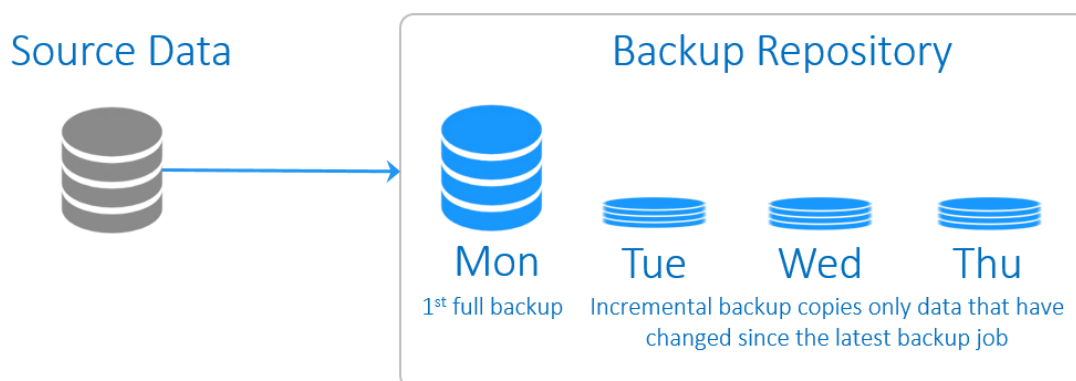 Source Data
Backup Repository
Mon
Tue
Wed
Thu
1st full backup
Incremental backup copies only data that have
changed since the latest backup job